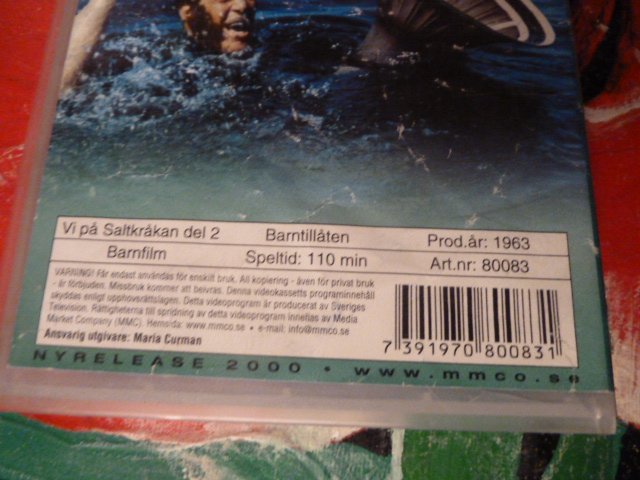 Vi på Saltkråkan del 2 Barntillåten Prod.år: 1963
Barnfilm Speltid: 110 min Art.nr: 80083
VARNING! Får endast användas för enskilt bruk. All kopiering - även för privat bruk
- är förbjuden. Missbruk kommer att beivras. Denna videokassetts programinnehåll
skyddas enligt upphovsrättslagen. Detta videoprogram är producerat av Sveriges
Television. Rättigheterna till spridning av detta videoprogram innehas av Media
Market Company (MMC). Hemsida: www.mmco.se • e-mail: info@mmco.se
Ansvarig utgivare: Maria Curman
7 391970 800831
NYRELEASE 2000 • www.mmco.se